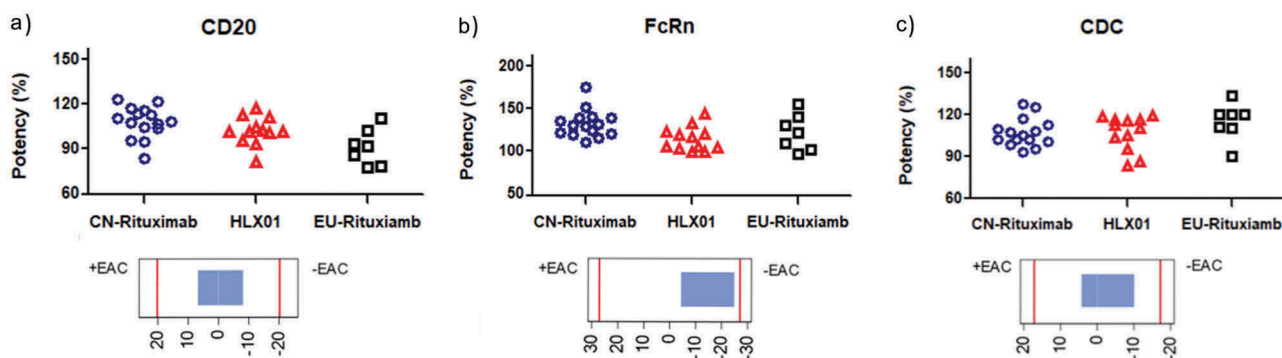 a)
CD20
Potency (%)
150
120
90
60
CN-Rituximab HLX01 EU-Rituxiamb
+EAC -EAC
20 10 0 -10 -20
b)
FcRn
Potency (%)
200
150
100
50
CN-Rituximab HLX01 EU-Rituxiamb
+EAC -EAC
30 20 10 0 -10 -20 -30
c)
CDC
Potency (%)
150
120
90
60
CN-Rituximab HLX01 EU-Rituxiamb
+EAC -EAC
20 10 0 -10 -20